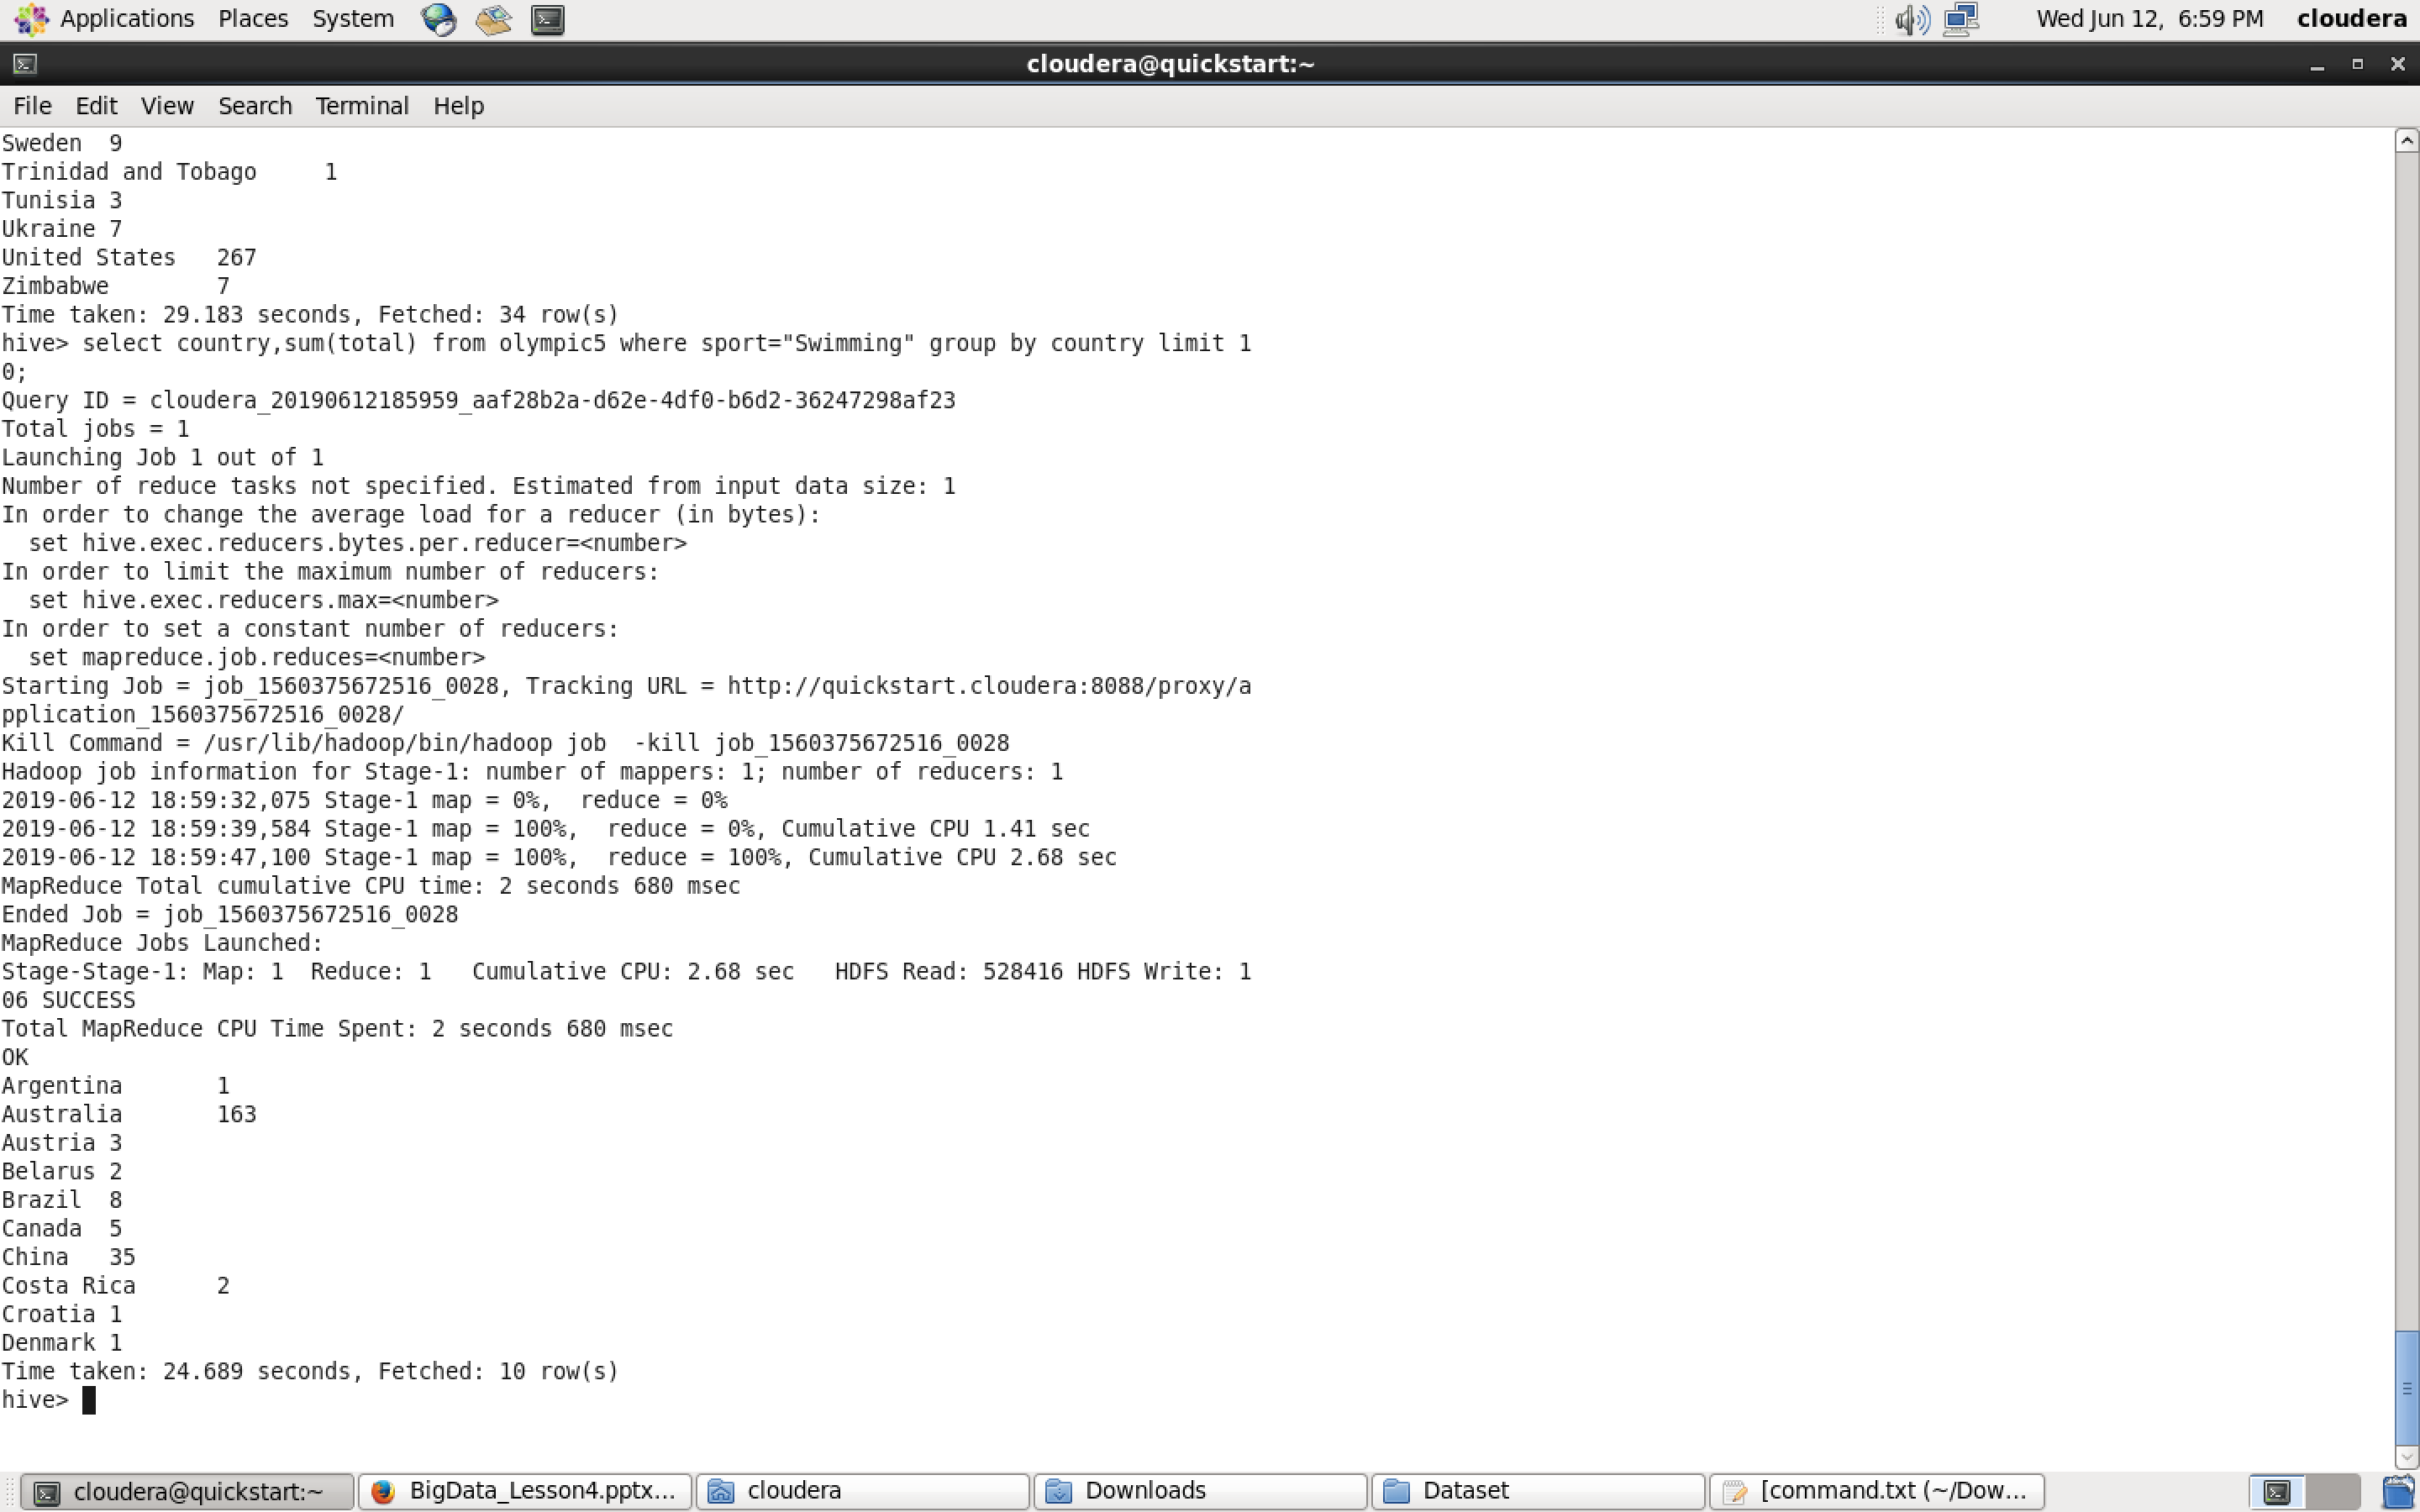 Applications Places System Wed Jun 12, 6:59 PM cloudera
cloudera@quickstart:~
File Edit View Search Terminal Help
Sweden 9
Trinidad and Tobago 1
Tunisia 3
Ukraine 7
United States 267
Zimbabwe 7
Time taken: 29.183 seconds, Fetched: 34 row(s)
hive> select country,sum(total) from olympic5 where sport="Swimming" group by country limit 1
0;
Query ID = cloudera_20190612185959_aaf28b2a-d62e-4df0-b6d2-36247298af23
Total jobs = 1
Launching Job 1 out of 1
Number of reduce tasks not specified. Estimated from input data size: 1
In order to change the average load for a reducer (in bytes):
  set hive.exec.reducers.bytes.per.reducer=<number>
In order to limit the maximum number of reducers:
  set hive.exec.reducers.max=<number>
In order to set a constant number of reducers:
  set mapreduce.job.reduces=<number>
Starting Job = job_1560375672516_0028, Tracking URL = http://quickstart.cloudera:8088/proxy/a
pplication_1560375672516_0028/
Kill Command = /usr/lib/hadoop/bin/hadoop job  -kill job_1560375672516_0028
Hadoop job information for Stage-1: number of mappers: 1; number of reducers: 1
2019-06-12 18:59:32,075 Stage-1 map = 0%,  reduce = 0%
2019-06-12 18:59:39,584 Stage-1 map = 100%,  reduce = 0%, Cumulative CPU 1.41 sec
2019-06-12 18:59:47,100 Stage-1 map = 100%,  reduce = 100%, Cumulative CPU 2.68 sec
MapReduce Total cumulative CPU time: 2 seconds 680 msec
Ended Job = job_1560375672516_0028
MapReduce Jobs Launched:
Stage-Stage-1: Map: 1  Reduce: 1   Cumulative CPU: 2.68 sec   HDFS Read: 528416 HDFS Write: 1
06 SUCCESS
Total MapReduce CPU Time Spent: 2 seconds 680 msec
OK
Argentina 1
Australia 163
Austria 3
Belarus 2
Brazil 8
Canada 5
China 35
Costa Rica 2
Croatia 1
Denmark 1
Time taken: 24.689 seconds, Fetched: 10 row(s)
hive>
cloudera@quickstart:~ BigData_Lesson4.pptx... cloudera Downloads Dataset [command.txt (~/Dow...